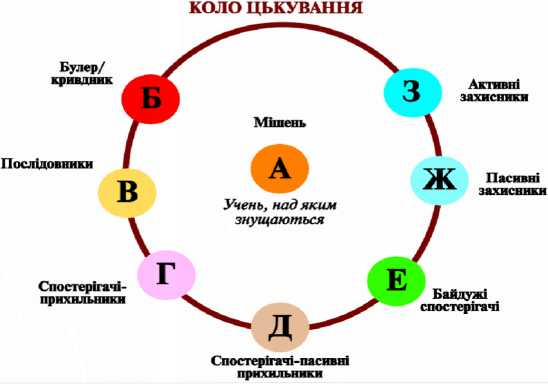 КОЛО ЦЬКУВАННЯ
Булер/
кривдник
Б
З
Активні
захисники
Мішень
А
Учень, над яким
знущаються
Послідовники
В
Ж
Пасивні
захисники
Спостерігачі-
прихильники
Г
Е
Байдужі
спостерігачі
Д
Спостерігачі-пасивні
прихильники